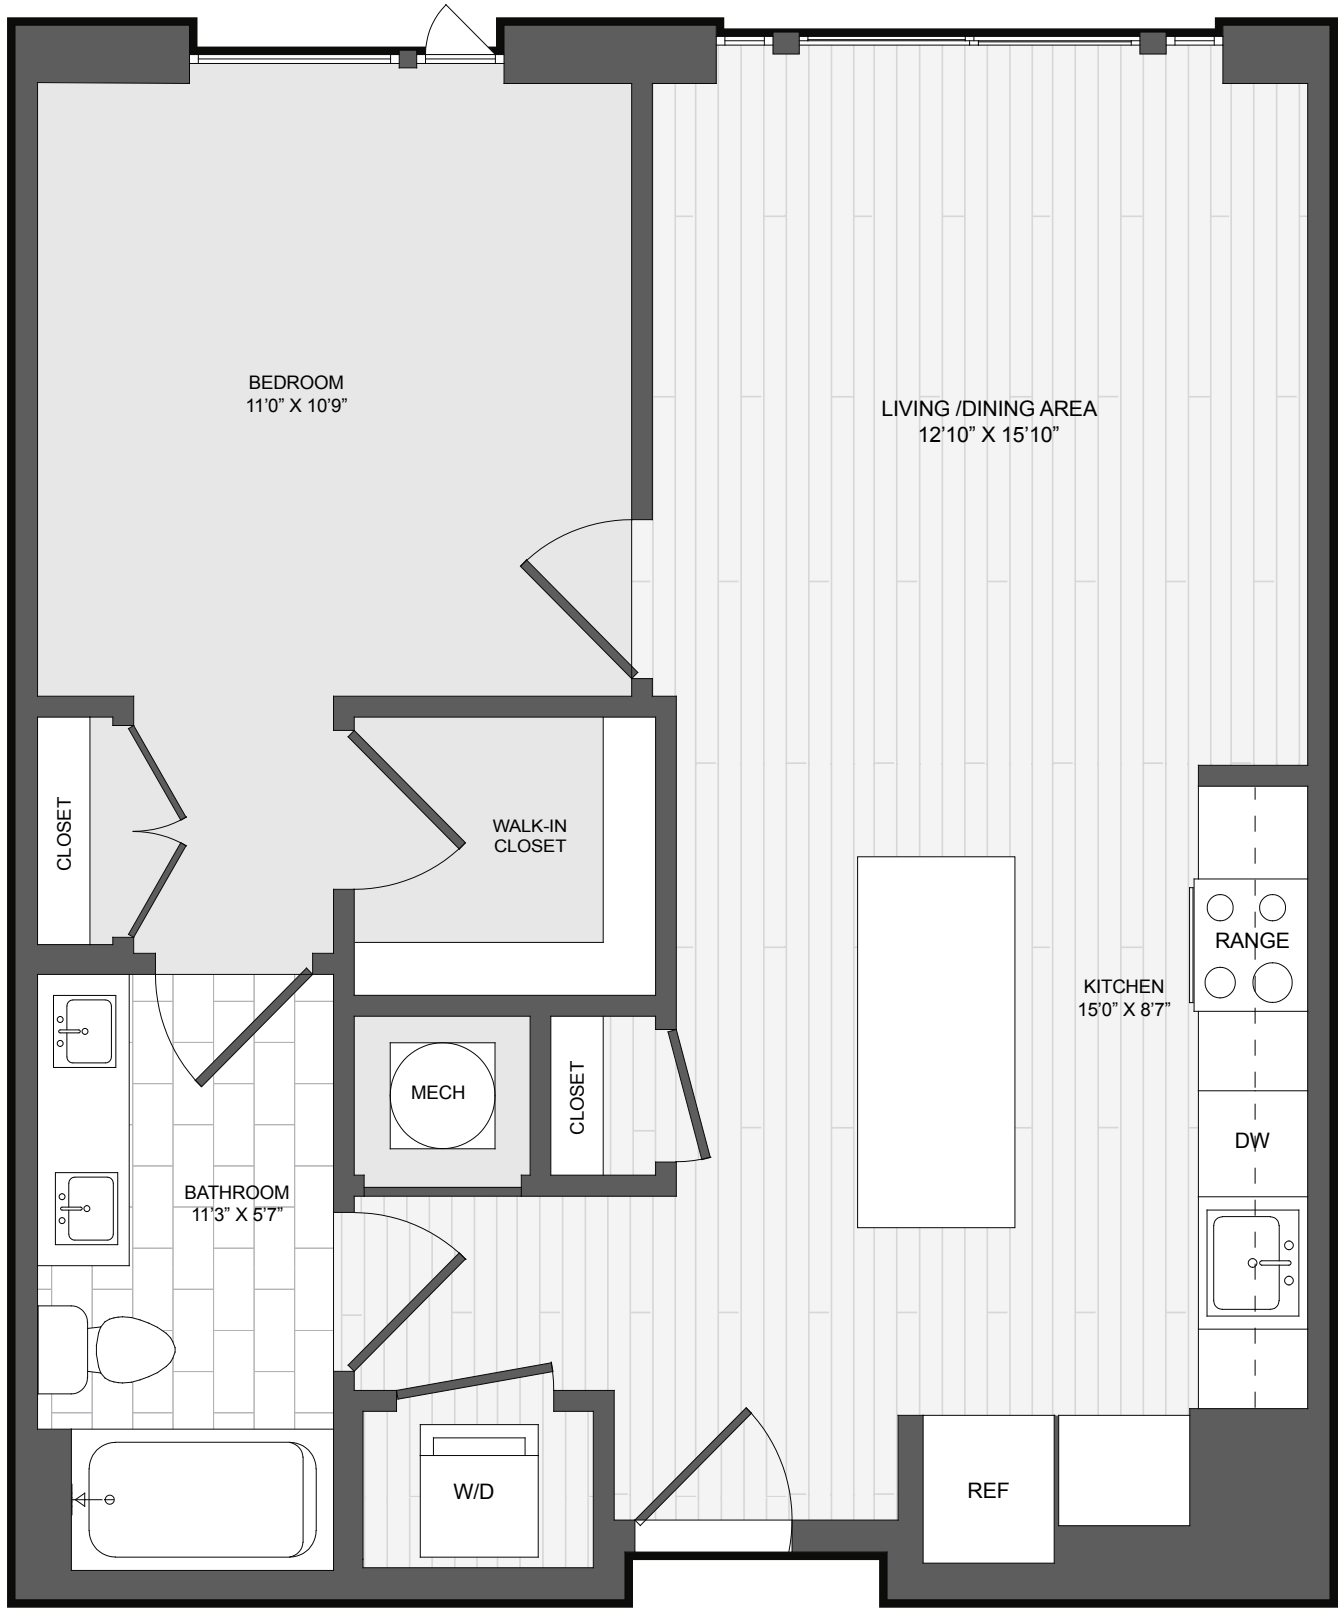 BEDROOM
11’0” X 10’9”
LIVING /DINING AREA
12’10” X 15’10”
CLOSET
WALK-IN
CLOSET
RANGE
KITCHEN
15’0” X 8’7”
MECH
CLOSET
DW
BATHROOM
11’3” X 5’7”
W/D
REF